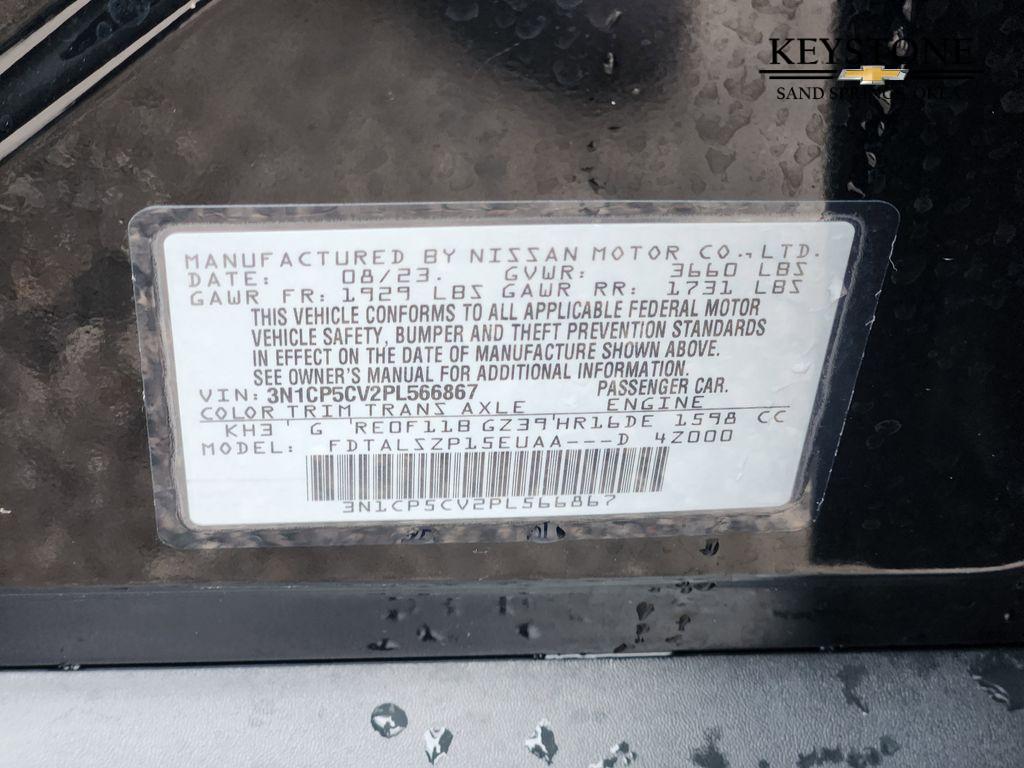 KEYSTONE
SAND SPRINGS, OKLA
MANUFACTURED BY NISSAN MOTOR CO.,LTD.
DATE: 08/23. GVWR: 3660 LBS
GAWR FR: 1929 LBS GAWR RR: 1731 LBS
THIS VEHICLE CONFORMS TO ALL APPLICABLE FEDERAL MOTOR
VEHICLE SAFETY, BUMPER AND THEFT PREVENTION STANDARDS
IN EFFECT ON THE DATE OF MANUFACTURE SHOWN ABOVE.
SEE OWNER'S MANUAL FOR ADDITIONAL INFORMATION.
VIN: 3N1CP5CV2PL566867 PASSENGER CAR.
COLOR TRIM TRANS AXLE ENGINE
KH3 G RE0F11B GZ39 HR16DE 1598 CC
MODEL: FDTALSZP15EUAA---D 4Z000
3N1CP5CV2PL566867